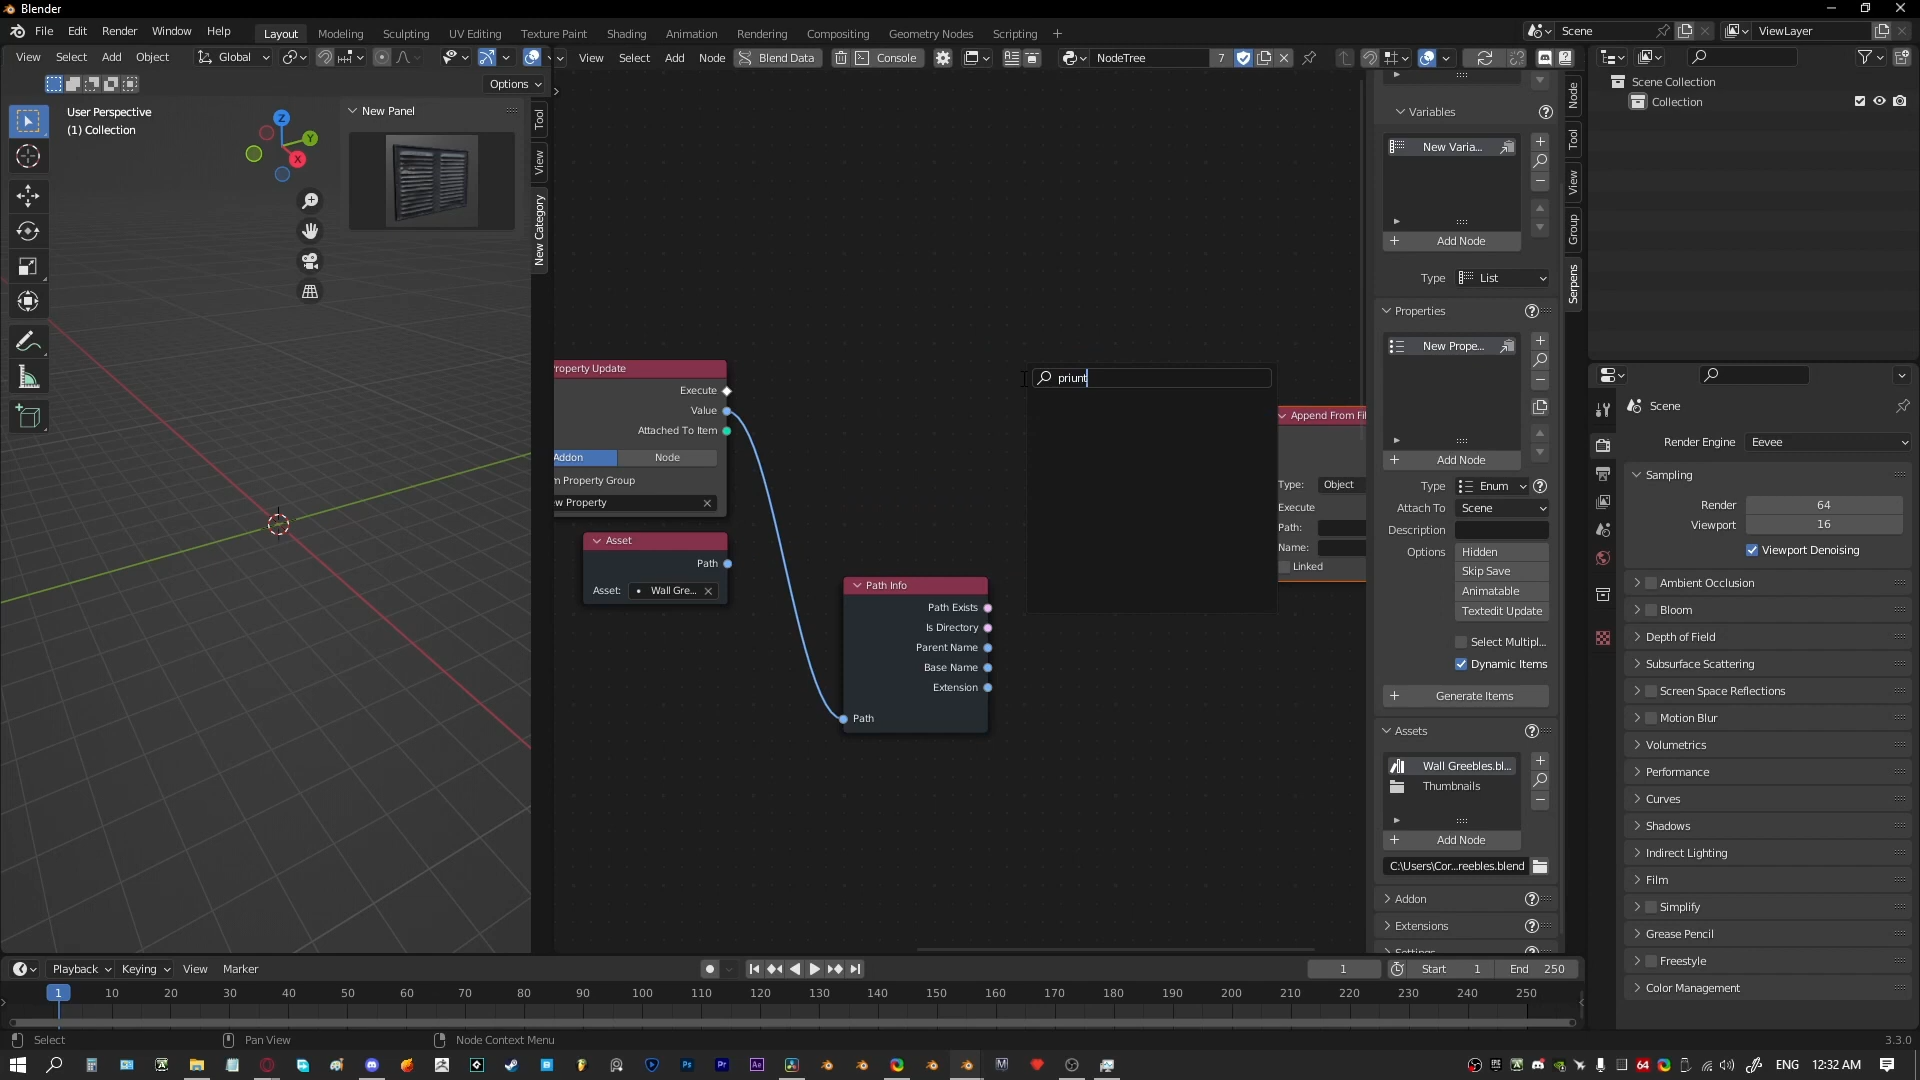 Blender
File Edit Render Window Help
Layout Modeling Sculpting UV Editing Texture Paint Shading Animation Rendering Compositing Geometry Nodes Scripting +
Scene
ViewLayer
View Select Add Object
Global
View Select Add Node
Blend Data
Console
NodeTree
7
Options
User Perspective
(1) Collection
New Panel
Tool
View
New Category
X
Y
Z
Property Update
Execute
Value
Attached To Item
Addon
Node
m Property Group
ew Property
Asset
Path
Asset:
Wall Gre...
Path Info
Path Exists
Is Directory
Parent Name
Base Name
Extension
Path
priunt
Append From Fil
Type:
Object
Execute
Path:
Name:
Linked
Variables
New Varia...
Add Node
Type
List
Properties
New Prope...
Add Node
Type
Enum
Attach To
Scene
Description
Options
Hidden
Skip Save
Animatable
Textedit Update
Select Multipl...
Dynamic Items
Generate Items
Assets
Wall Greebles.bl...
Thumbnails
Add Node
C:\Users\Cor...reebles.blend
Addon
Extensions
Settings
Node
Tool
View
Group
Serpens
Scene Collection
Collection
Scene
Render Engine
Eevee
Sampling
Render
64
Viewport
16
Viewport Denoising
Ambient Occlusion
Bloom
Depth of Field
Subsurface Scattering
Screen Space Reflections
Motion Blur
Volumetrics
Performance
Curves
Shadows
Indirect Lighting
Film
Simplify
Grease Pencil
Freestyle
Color Management
Playback Keying View Marker
1
Start 1
End 250
1 10 20 30 40 50 60 70 80 90 100 110 120 130 140 150 160 170 180 190 200 210 220 230 240 250
Select
Pan View
Node Context Menu
3.3.0
Ps
Pr
Ae
64
ENG
12:32 AM